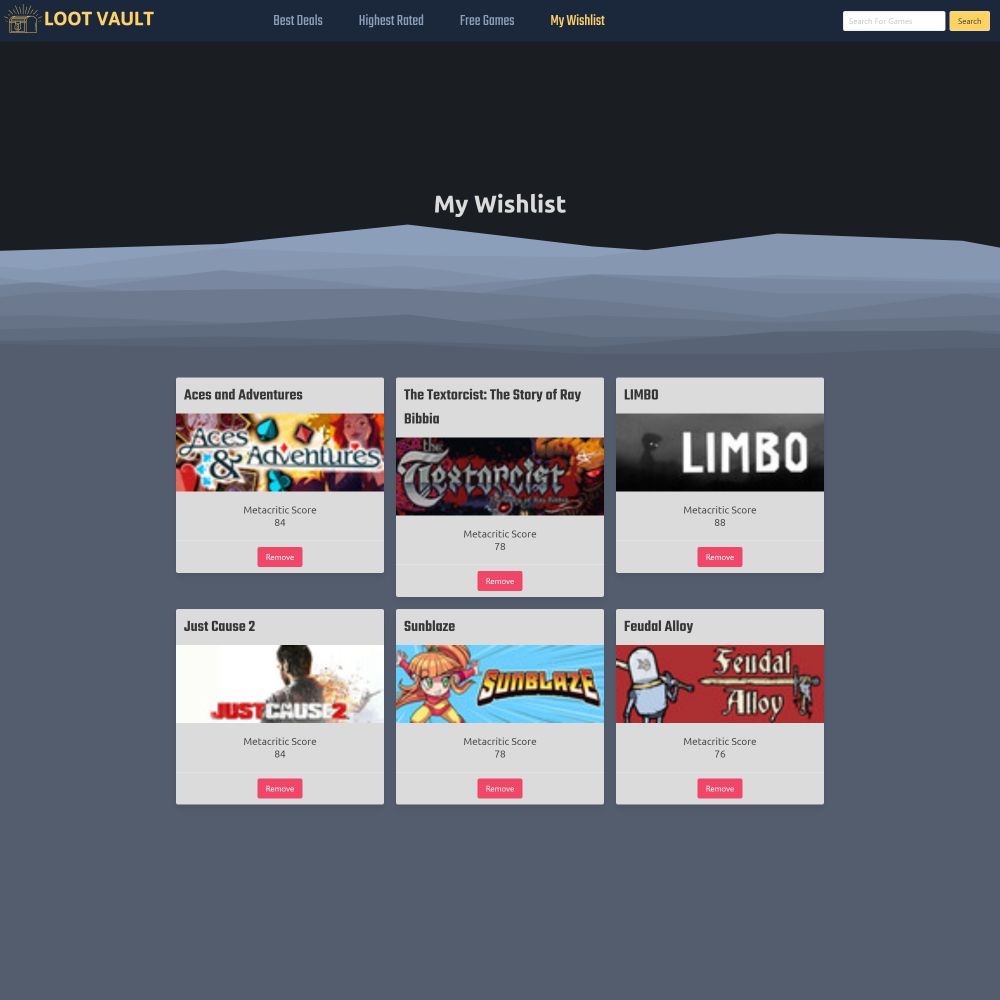 LOOT VAULT
Best Deals
Highest Rated
Free Games
My Wishlist
Search For Games
Search
My Wishlist
Aces and Adventures
Aces
& Adventures
Metacritic Score
84
Remove
The Textorcist: The Story of Ray
Bibbia
the
Textorcist
Metacritic Score
78
Remove
LIMBO
LIMBO
Metacritic Score
88
Remove
Just Cause 2
JUST CAUSE 2
Metacritic Score
84
Remove
Sunblaze
SUNBLAZE
Metacritic Score
78
Remove
Feudal Alloy
Feudal
Alloy
Metacritic Score
76
Remove